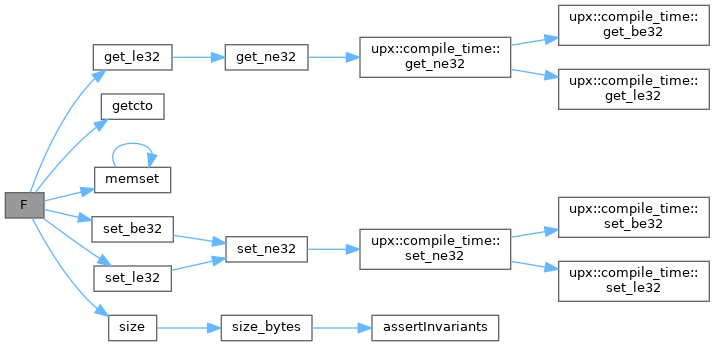 F
get_le32
getcto
memset
set_be32
set_le32
size
get_ne32
set_ne32
size_bytes
upx::compile_time::
get_ne32
upx::compile_time::
set_ne32
assertInvariants
upx::compile_time::
get_be32
upx::compile_time::
get_le32
upx::compile_time::
set_be32
upx::compile_time::
set_le32